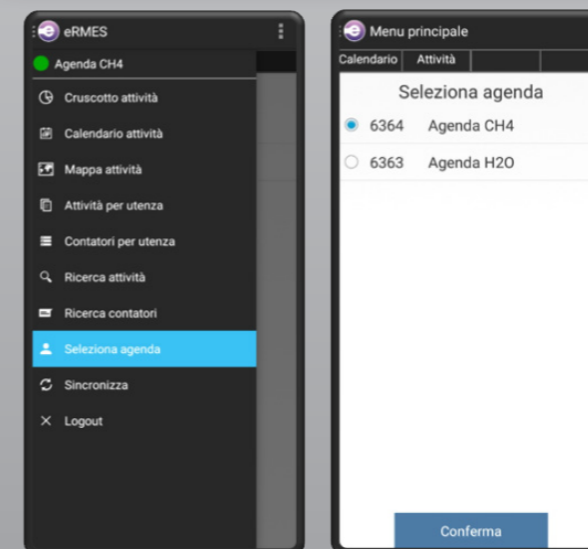 eRMES
Agenda CH4
Cruscotto attività
Calendario attività
Mappa attività
Attività per utenza
Contatori per utenza
Ricerca attività
Ricerca contatori
Seleziona agenda
Sincronizza
Logout
Menu principale
Calendario Attività
Seleziona agenda
6364 Agenda CH4
6363 Agenda H2O
Conferma